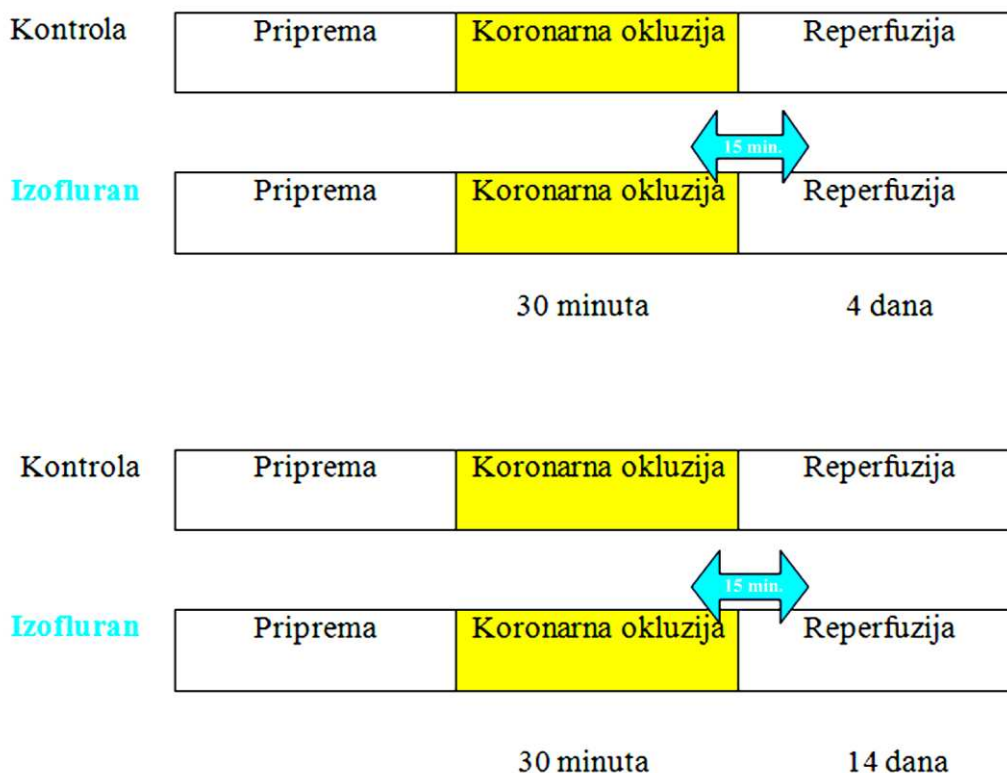 Kontrola Priprema Koronarna okluzija Reperfuzija
15 min.
Izofluran Priprema Koronarna okluzija Reperfuzija
30 minuta 4 dana
Kontrola Priprema Koronarna okluzija Reperfuzija
15 min.
Izofluran Priprema Koronarna okluzija Reperfuzija
30 minuta 14 dana